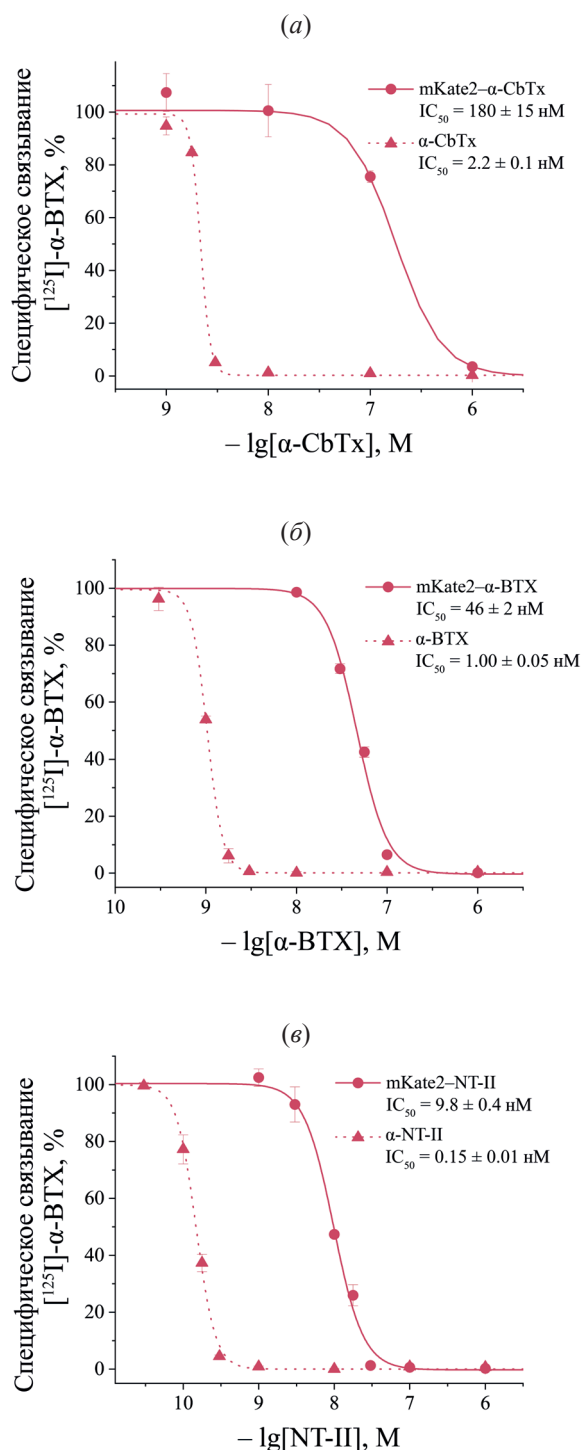 (а)
mKate2–α-CbTx
IC50 = 180 ± 15 нМ
α-CbTx
IC50 = 2.2 ± 0.1 нМ
Специфическое связывание
[125I]-α-BTX, %
100
80
60
40
20
0
9 8 7 6
– lg[α-CbTx], М
(б)
mKate2–α-BTX
IC50 = 46 ± 2 нМ
α-BTX
IC50 = 1.00 ± 0.05 нМ
Специфическое связывание
[125I]-α-BTX, %
100
80
60
40
20
0
10 9 8 7 6
– lg[α-BTX], М
(в)
mKate2–NT-II
IC50 = 9.8 ± 0.4 нМ
α-NT-II
IC50 = 0.15 ± 0.01 нМ
Специфическое связывание
[125I]-α-BTX, %
100
80
60
40
20
0
10 9 8 7 6
– lg[NT-II], М